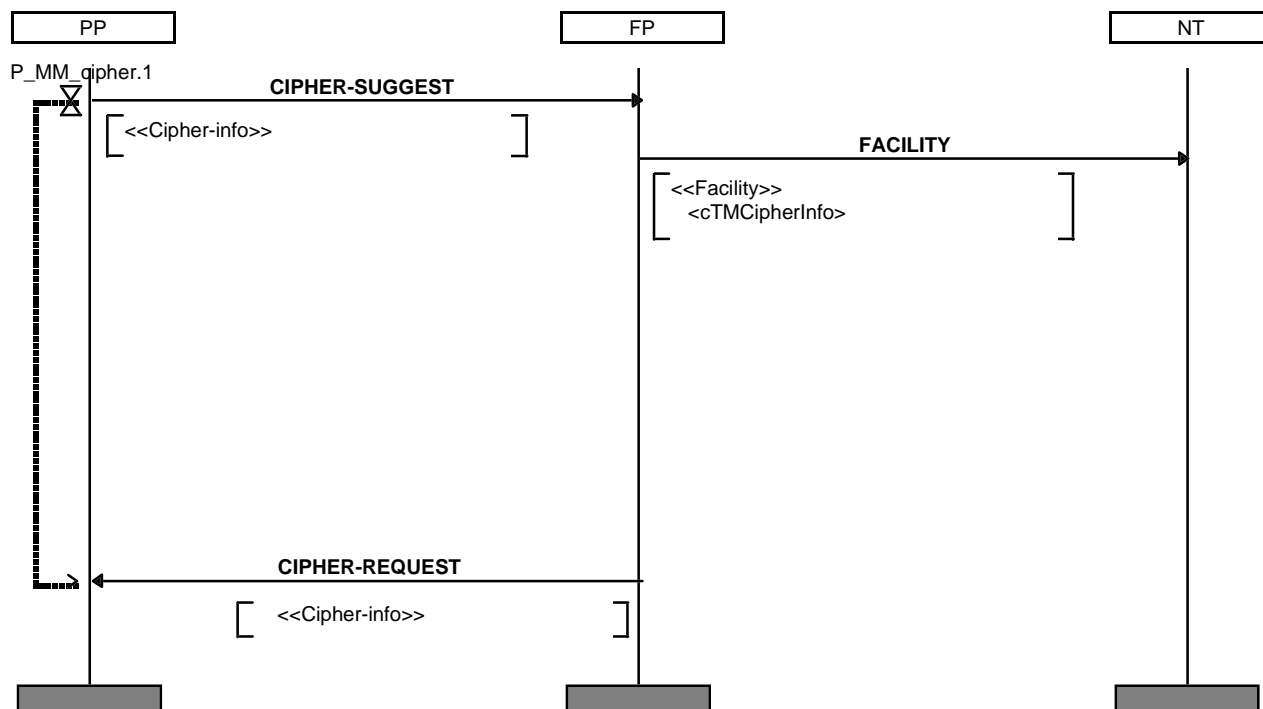 PP
FP
NT
P_MM_cipher.1
CIPHER-SUGGEST
<<Cipher-info>>
FACILITY
<<Facility>>
<cTMCipherInfo>
CIPHER-REQUEST
<<Cipher-info>>